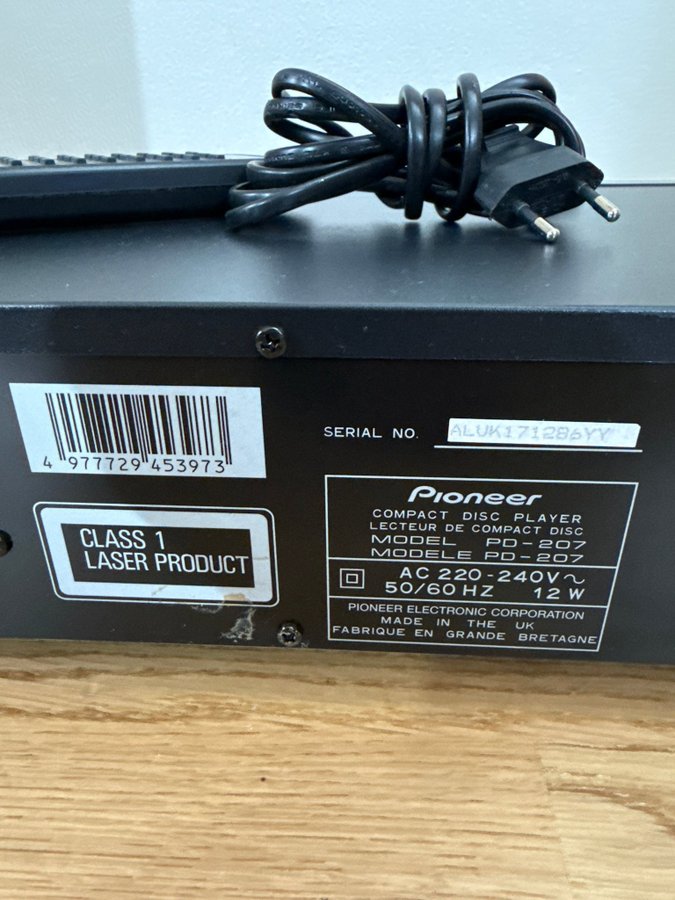 4 977729 453973
CLASS 1
LASER PRODUCT
SERIAL NO. ALUK171286YY
Pioneer
COMPACT DISC PLAYER
LECTEUR DE COMPACT DISC
MODEL PD-207
MODELE PD-207
AC 220-240V~
50/60 HZ 12 W
PIONEER ELECTRONIC CORPORATION
MADE IN THE UK
FABRIQUE EN GRANDE BRETAGNE